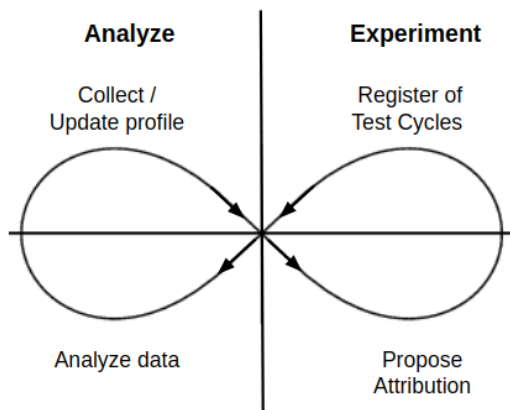 Analyze
Experiment
Collect /
Update profile
Register of
Test Cycles
Analyze data
Propose
Attribution